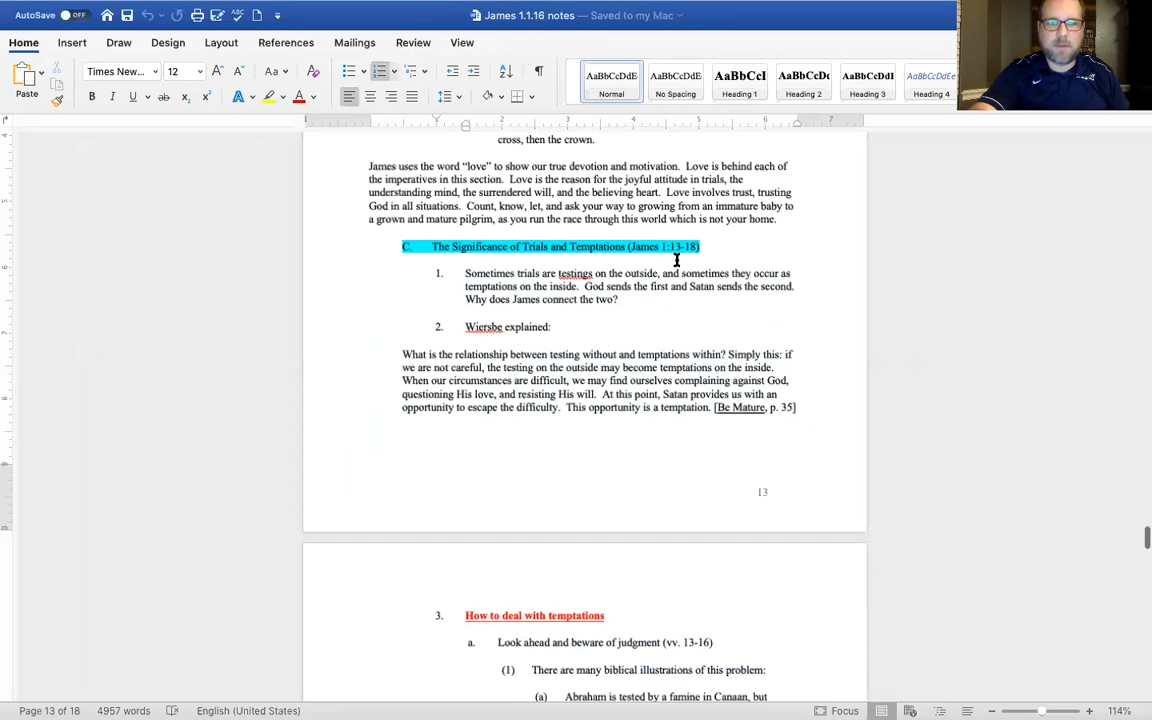 AutoSave OFF James 1.1.16 notes — Saved to my Mac
Home Insert Draw Design Layout References Mailings Review View
Paste Times New... 12 Aa AaBbCcDdE Normal AaBbCcDdE No Spacing AaBbCcI Heading 1 AaBbCcDc Heading 2 AaBbCcDdE Heading 3 AaBbCcDdE Heading 4
B I U ab x₂ x² A A
1 2 3 4 5 6 7
cross, then the crown.
James uses the word “love” to show our true devotion and motivation. Love is behind each of
the imperatives in this section. Love is the reason for the joyful attitude in trials, the
understanding mind, the surrendered will, and the believing heart. Love involves trust, trusting
God in all situations. Count, know, let, and ask your way to growing from an immature baby to
a grown and mature pilgrim, as you run the race through this world which is not your home.
C. The Significance of Trials and Temptations (James 1:13-18)
1. Sometimes trials are testings on the outside, and sometimes they occur as
temptations on the inside. God sends the first and Satan sends the second.
Why does James connect the two?
2. Wiersbe explained:
What is the relationship between testing without and temptations within? Simply this: if
we are not careful, the testing on the outside may become temptations on the inside.
When our circumstances are difficult, we may find ourselves complaining against God,
questioning His love, and resisting His will. At this point, Satan provides us with an
opportunity to escape the difficulty. This opportunity is a temptation. [Be Mature, p. 35]
13
3. How to deal with temptations
a. Look ahead and beware of judgment (vv. 13-16)
(1) There are many biblical illustrations of this problem:
(a) Abraham is tested by a famine in Canaan, but
Page 13 of 18 4957 words English (United States) Focus 114%